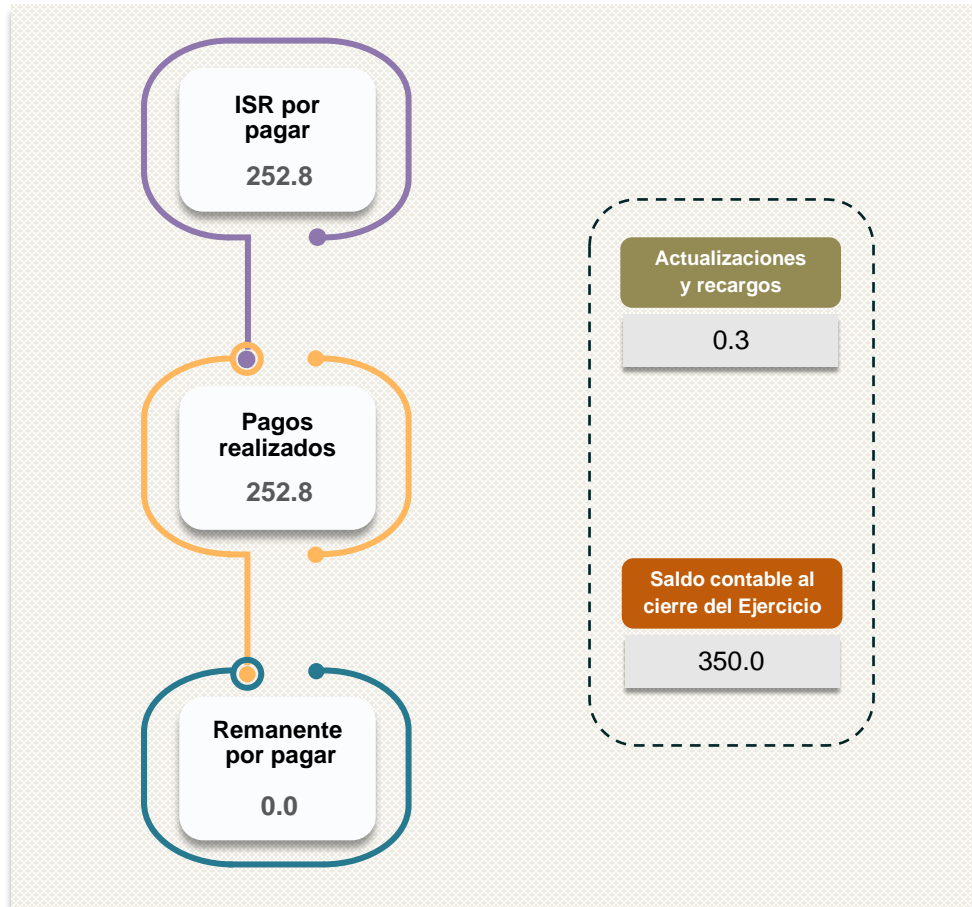 ISR por
pagar
252.8
Pagos
realizados
252.8
Remanente
por pagar
0.0
Actualizaciones
y recargos
0.3
Saldo contable al
cierre del Ejercicio
350.0